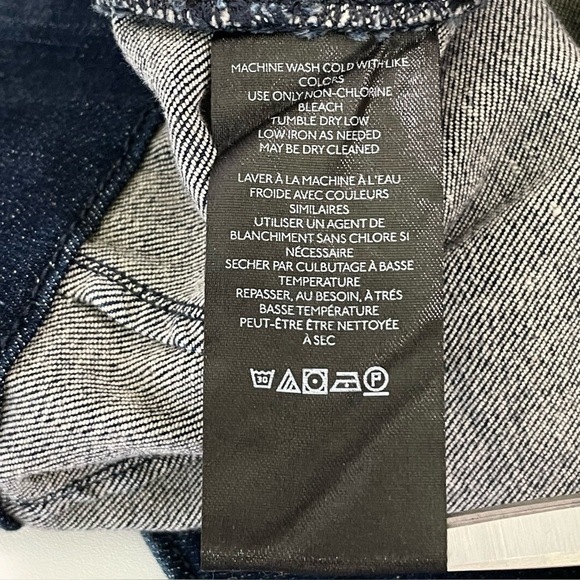 MACHINE WASH COLD WITH LIKE
COLORS
USE ONLY NON-CHLORINE
BLEACH
TUMBLE DRY LOW
LOW IRON AS NEEDED
MAY BE DRY CLEANED
LAVER À LA MACHINE À L'EAU
FROIDE AVEC COULEURS
SIMILAIRES
UTILISER UN AGENT DE
BLANCHIMENT SANS CHLORE SI
NÉCESSAIRE
SECHER PAR CULBUTAGE À BASSE
TEMPERATURE
REPASSER, AU BESOIN, À TRÉS
BASSE TEMPÉRATURE
PEUT-ÊTRE ÊTRE NETTOYÉE
À SEC
30 P